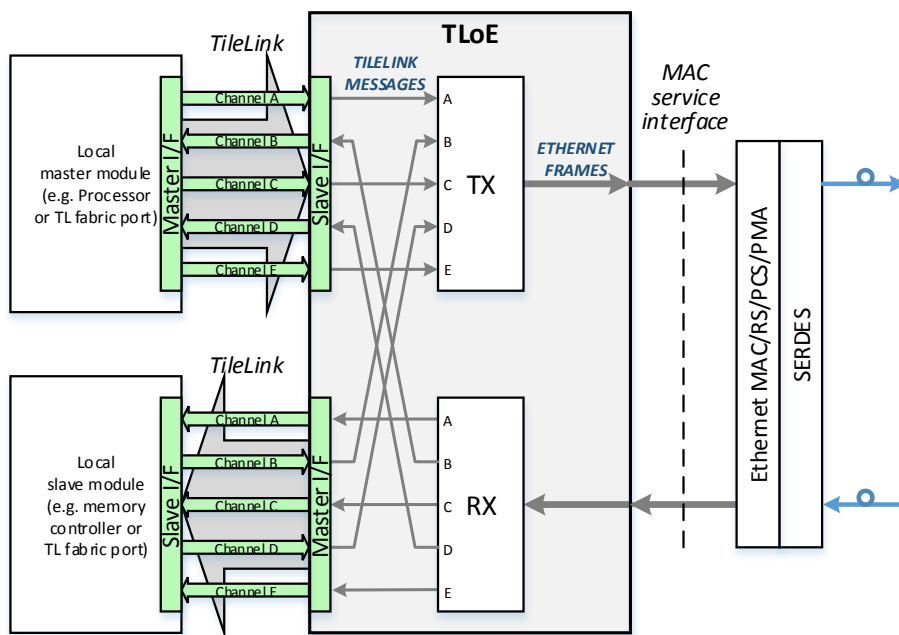 TileLink
TLoE
Local
master module
(e.g. Processor
or TL fabric port)
Master I/F
Channel A
Channel B
Channel C
Channel D
Channel E
Slave I/F
TILELINK
MESSAGES
A
B
C
D
E
TX
ETHERNET
FRAMES
MAC
service
interface
Ethernet MAC/RS/PCS/PMA
SERDES
TileLink
Local
slave module
(e.g. memory
controller or
TL fabric port)
Slave I/F
Channel A
Channel B
Channel C
Channel D
Channel E
Master I/F
A
B
C
D
E
RX